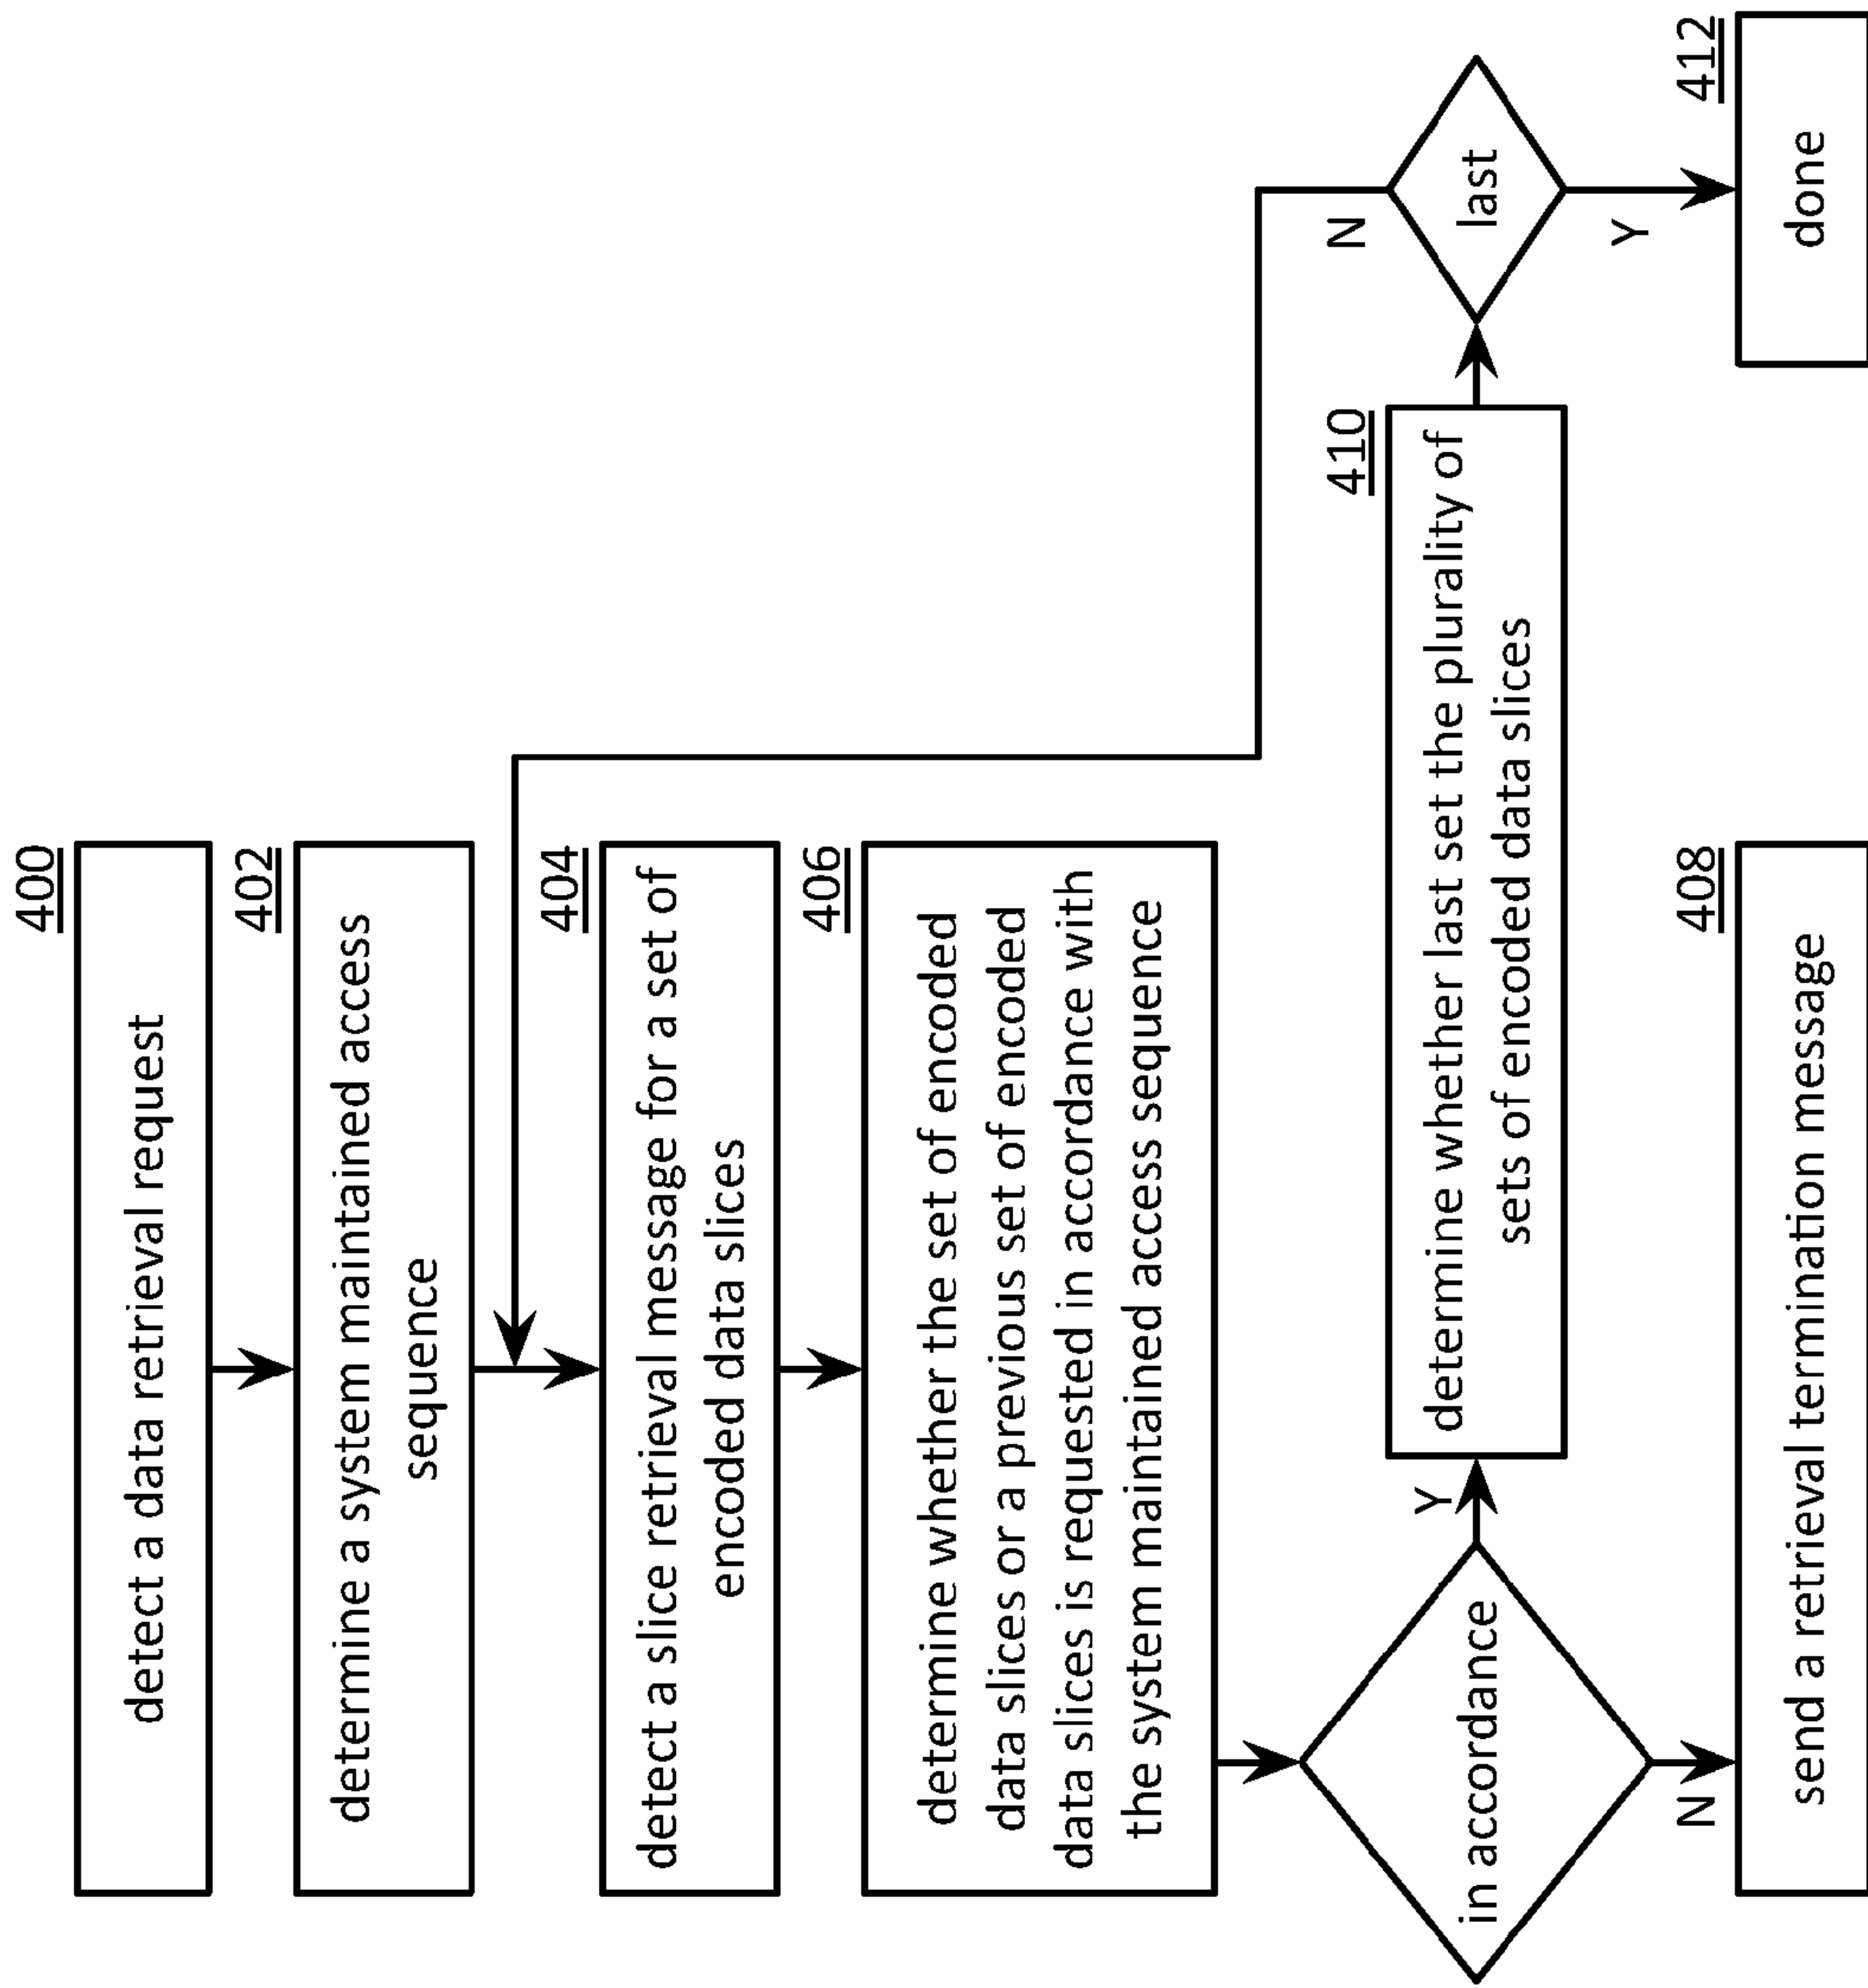 400
detect a data retrieval request
402
determine a system maintained access
sequence
404
detect a slice retrieval message for a set of
encoded data slices
406
determine whether the set of encoded
data slices or a previous set of encoded
data slices is requested in accordance with
the system maintained access sequence
in accordance
Y
N
410
determine whether last set the plurality of
sets of encoded data slices
last
N
Y
408
send a retrieval termination message
412
done